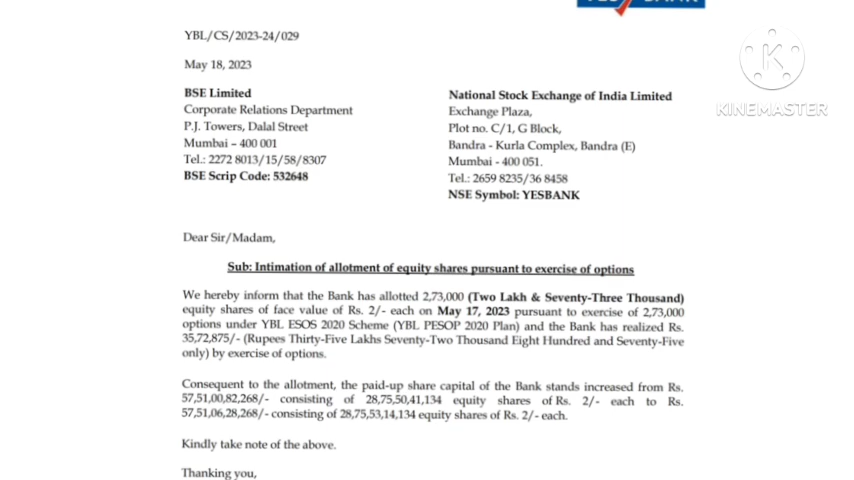 YES BANK
YBL/CS/2023-24/029
May 18, 2023
BSE Limited
Corporate Relations Department
P.J. Towers, Dalal Street
Mumbai – 400 001
Tel.: 2272 8013/15/58/8307
BSE Scrip Code: 532648
National Stock Exchange of India Limited
Exchange Plaza,
Plot no. C/1, G Block,
Bandra - Kurla Complex, Bandra (E)
Mumbai - 400 051.
Tel.: 2659 8235/36 8458
NSE Symbol: YESBANK
K
KINEMASTER
Dear Sir/Madam,
Sub: Intimation of allotment of equity shares pursuant to exercise of options
We hereby inform that the Bank has allotted 2,73,000 (Two Lakh & Seventy-Three Thousand)
equity shares of face value of Rs. 2/- each on May 17, 2023 pursuant to exercise of 2,73,000
options under YBL ESOS 2020 Scheme (YBL PESOP 2020 Plan) and the Bank has realized Rs.
35,72,875/- (Rupees Thirty-Five Lakhs Seventy-Two Thousand Eight Hundred and Seventy-Five
only) by exercise of options.
Consequent to the allotment, the paid-up share capital of the Bank stands increased from Rs.
57,51,00,82,268/- consisting of 28,75,50,41,134 equity shares of Rs. 2/- each to Rs.
57,51,06,28,268/- consisting of 28,75,53,14,134 equity shares of Rs. 2/- each.
Kindly take note of the above.
Thanking you,